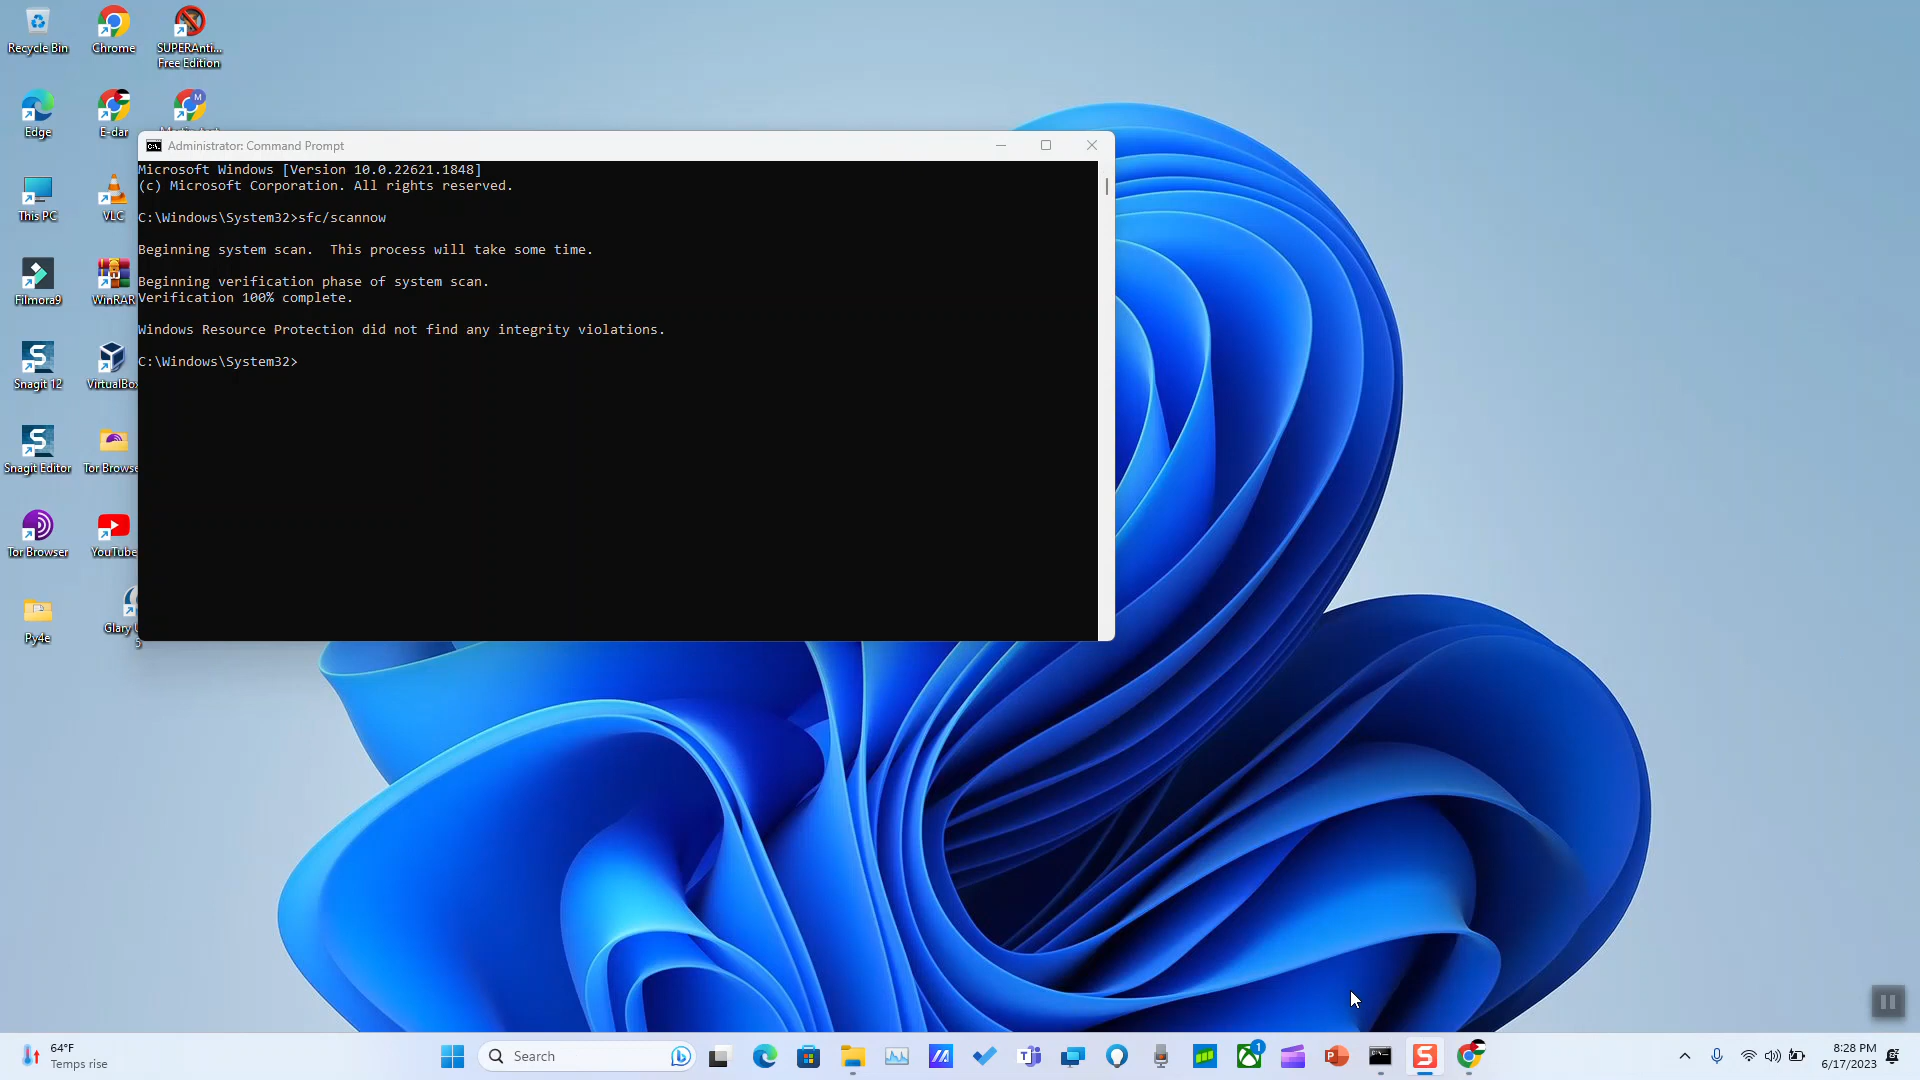 Recycle Bin
Chrome
SUPERAnti...
Free Edition
Edge
E-dar
This PC
VLC
Filmora9
WinRAR
Snagit 12
VirtualBox
Snagit Editor
Tor Browse
Tor Browser
YouTube
Py4e
Glary U
5
Administrator: Command Prompt
Microsoft Windows [Version 10.0.22621.1848]
(c) Microsoft Corporation. All rights reserved.
C:\Windows\System32>sfc/scannow
Beginning system scan.  This process will take some time.
Beginning verification phase of system scan.
Verification 100% complete.
Windows Resource Protection did not find any integrity violations.
C:\Windows\System32>
64°F
Temps rise
Search
1
8:28 PM
6/17/2023